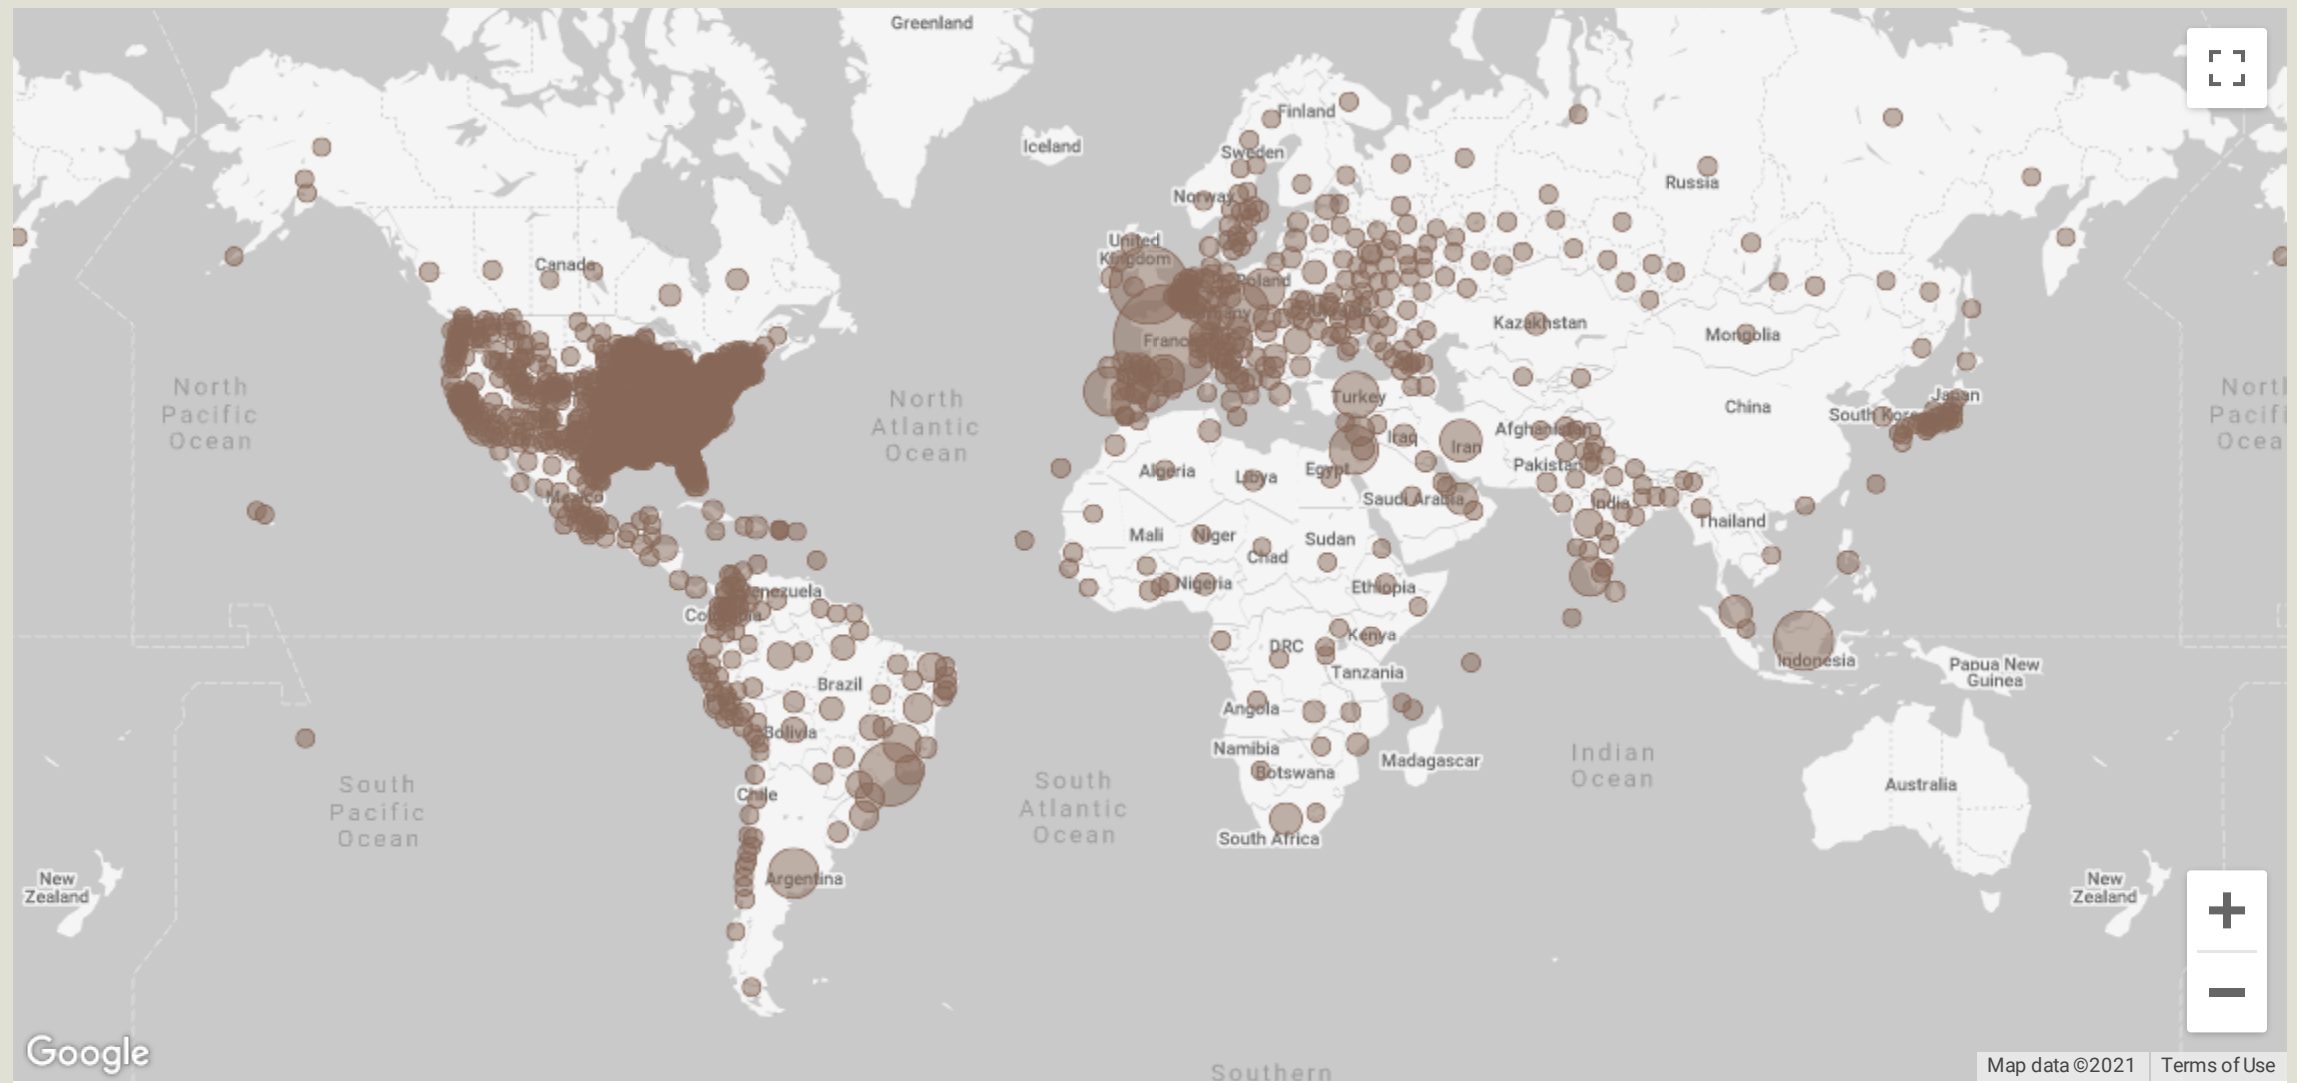 Greenland
Finland
Iceland
Sweden
Norway
Russia
United
Kingdom
Canada
Poland
Kazakhstan
Mongolia
France
North
Pacific
Ocean
North
Atlantic
Ocean
Turkey
China
Japan
South Kor
North
Pacifi
Ocea
Afghanistan
Iraq
Iran
Pakistan
Algeria
Libya
Egypt
Saudi Arabia
India
Mexico
Thailand
Mali
Niger
Chad
Sudan
Nigeria
Ethiopia
Venezuela
Colombia
DRC
Kenya
Tanzania
Indonesia
Papua New
Guinea
Brazil
Angola
Bolivia
Namibia
Botswana
Madagascar
Indian
Ocean
Chile
South
Pacific
Ocean
South
Atlantic
Ocean
Australia
South Africa
Argentina
New
Zealand
New
Zealand
Google
Southern
Map data ©2021
Terms of Use